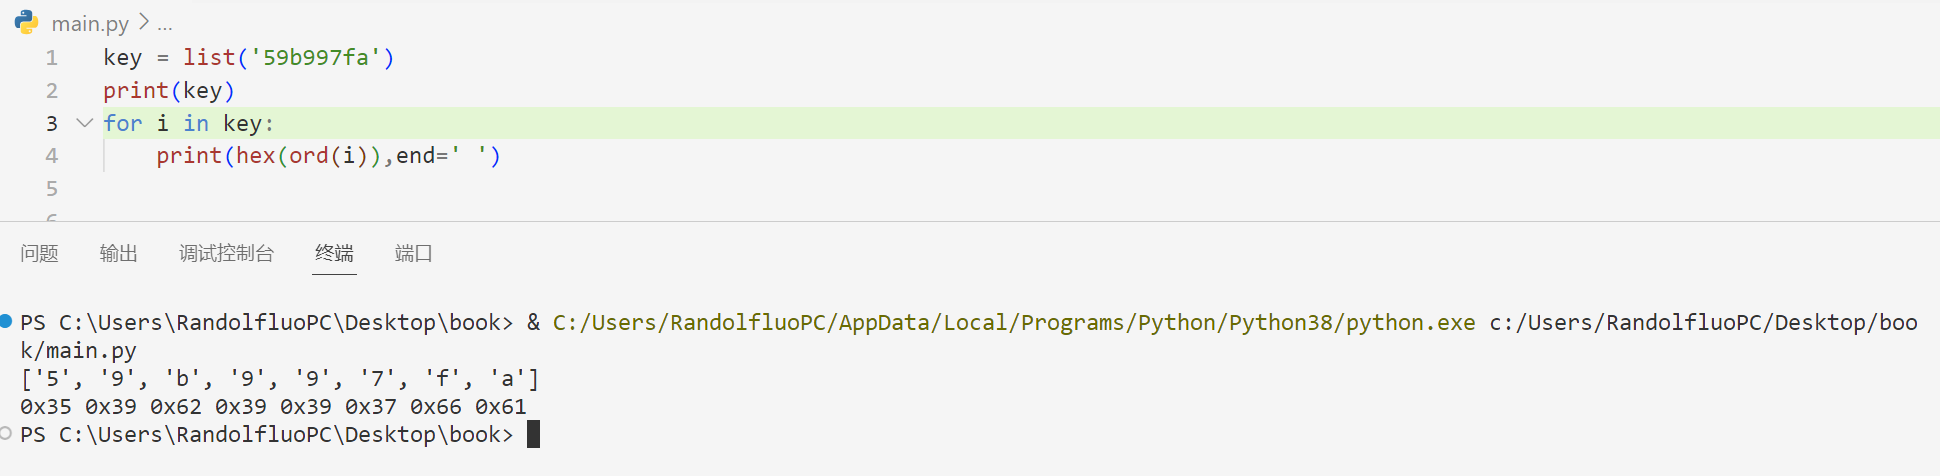 main.py > ...
1 key = list('59b997fa')
2 print(key)
3 for i in key:
4     print(hex(ord(i)),end=' ')
5
6
问题 输出 调试控制台 终端 端口
PS C:\Users\RandolfluoPC\Desktop\book> & C:/Users/RandolfluoPC/AppData/Local/Programs/Python/Python38/python.exe c:/Users/RandolfluoPC/Desktop/boo
k/main.py
['5', '9', 'b', '9', '9', '7', 'f', 'a']
0x35 0x39 0x62 0x39 0x39 0x37 0x66 0x61
PS C:\Users\RandolfluoPC\Desktop\book>